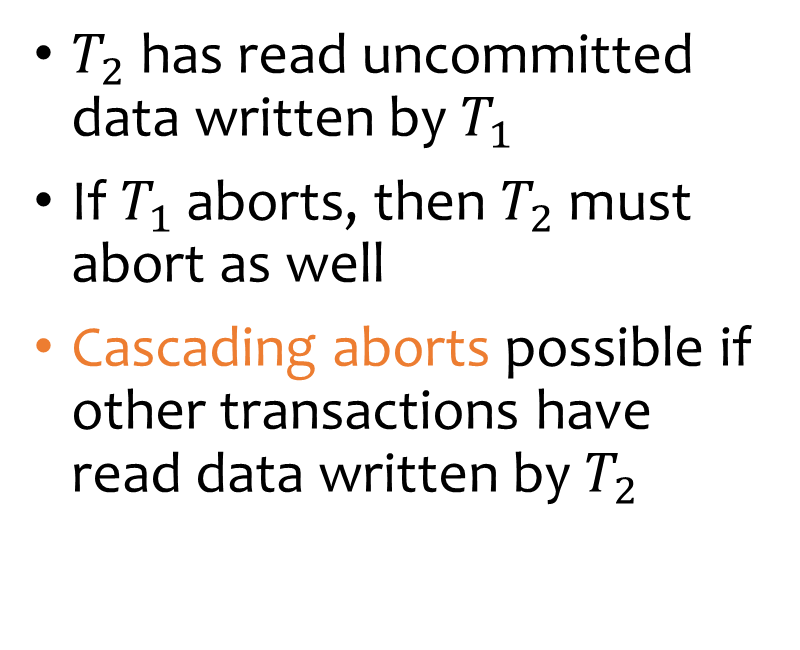 • T₂ has read uncommitted
data written by T₁
• If T₁ aborts, then T₂ must
abort as well
• Cascading aborts possible if
other transactions have
read data written by T₂